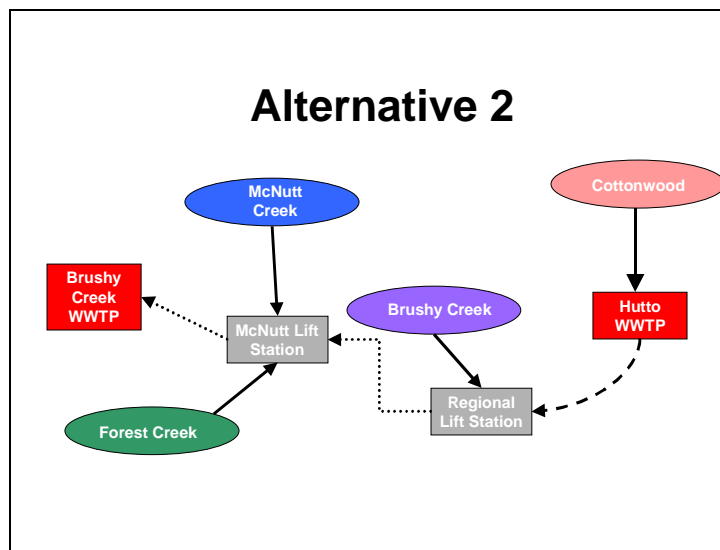 Alternative 2
McNutt
Creek
Cottonwood
Brushy
Creek
WWTP
McNutt Lift
Station
Brushy Creek
Hutto
WWTP
Forest Creek
Regional
Lift Station